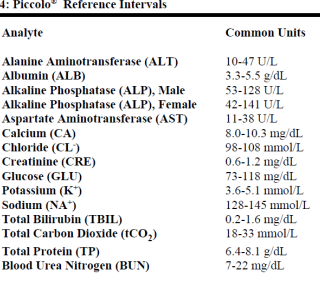 4: Piccolo® Reference Intervals
Analyte Common Units
Alanine Aminotransferase (ALT) 10-47 U/L
Albumin (ALB) 3.3-5.5 g/dL
Alkaline Phosphatase (ALP), Male 53-128 U/L
Alkaline Phosphatase (ALP), Female 42-141 U/L
Aspartate Aminotransferase (AST) 11-38 U/L
Calcium (CA) 8.0-10.3 mg/dL
Chloride (CL-) 98-108 mmol/L
Creatinine (CRE) 0.6-1.2 mg/dL
Glucose (GLU) 73-118 mg/dL
Potassium (K+) 3.6-5.1 mmol/L
Sodium (NA+) 128-145 mmol/L
Total Bilirubin (TBIL) 0.2-1.6 mg/dL
Total Carbon Dioxide (tCO₂) 18-33 mmol/L
Total Protein (TP) 6.4-8.1 g/dL
Blood Urea Nitrogen (BUN) 7-22 mg/dL